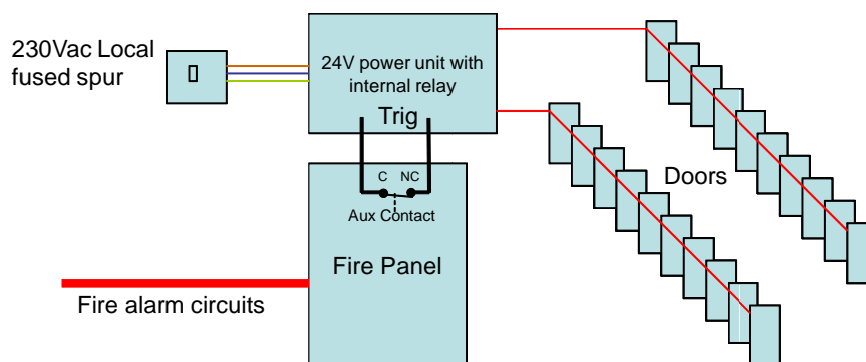 230Vac Local
fused spur
24V power unit with
internal relay
Trig
C NC
Aux Contact
Fire Panel
Doors
Fire alarm circuits